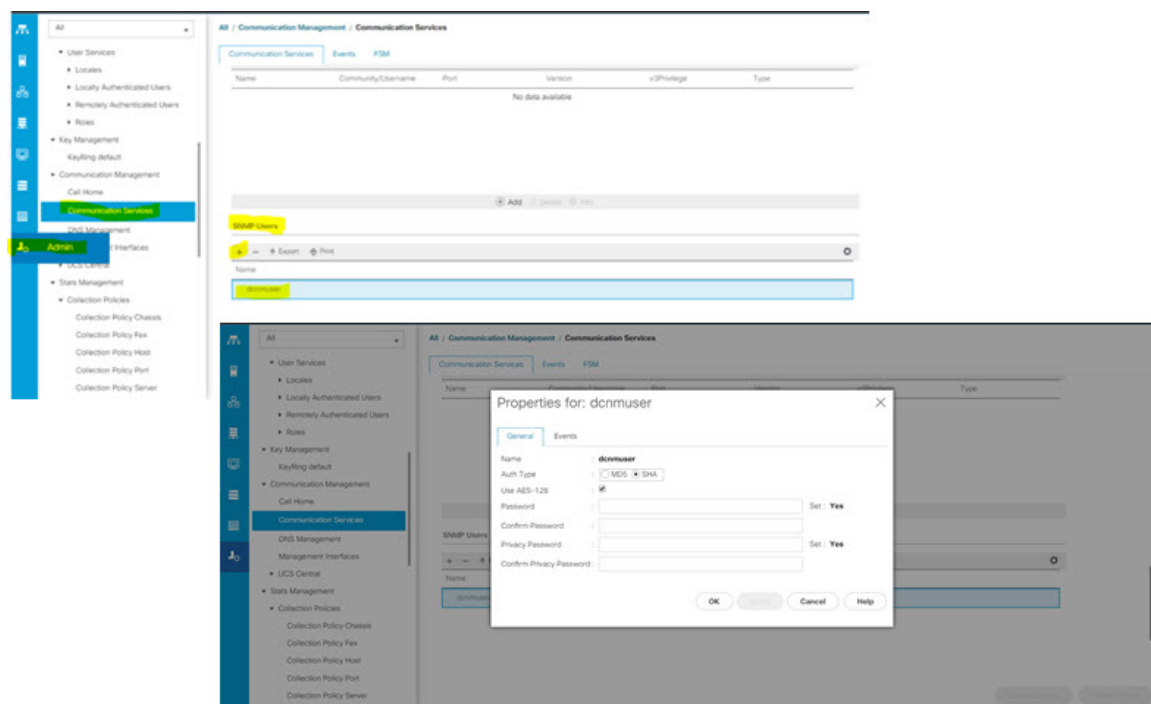 All
All / Communication Management / Communication Services
User Services
Locales
Locally Authenticated Users
Remotely Authenticated Users
Roles
Key Management
KeyRing default
Communication Management
Call Home
Communication Services
DNS Management
Admin
Interfaces
UCS Central
Stats Management
Collection Policies
Collection Policy Chassis
Collection Policy Fex
Collection Policy Host
Collection Policy Port
Collection Policy Server
Communication Services Events FSM
Name Community/Username Port Version v3Privilege Type
No data available
Add Delete Info
SNMP Users
+ − Export Print
Name
dcnmuser
All
All / Communication Management / Communication Services
User Services
Locales
Locally Authenticated Users
Remotely Authenticated Users
Roles
Key Management
KeyRing default
Communication Management
Call Home
Communication Services
DNS Management
Management Interfaces
UCS Central
Stats Management
Collection Policies
Collection Policy Chassis
Collection Policy Fex
Collection Policy Host
Collection Policy Port
Collection Policy Server
Communication Services Events FSM
Name Community/Username Port Version v3Privilege Type
SNMP Users
+ −
Name
dcnmuser
Properties for: dcnmuser
General Events
Name : dcnmuser
Auth Type : MD5 SHA
Use AES-128 :
Password : Set : Yes
Confirm Password :
Privacy Password : Set : Yes
Confirm Privacy Password :
OK Cancel Help